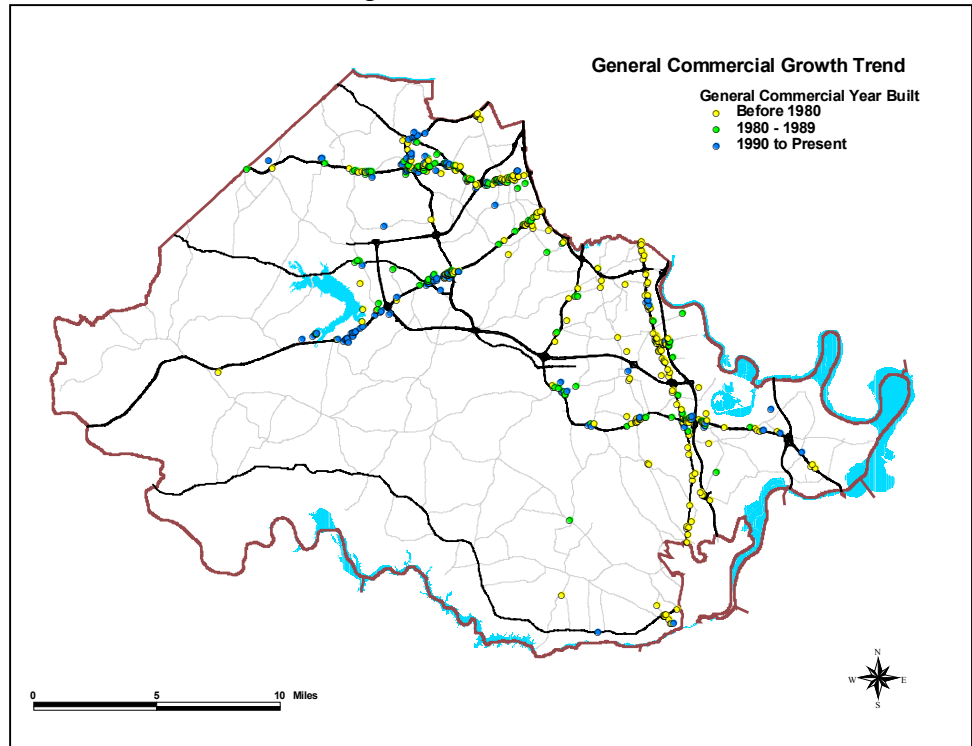 General Commercial Growth Trend
General Commercial Year Built
Before 1980
1980 - 1989
1990 to Present
0 5 10 Miles
N
W E
S